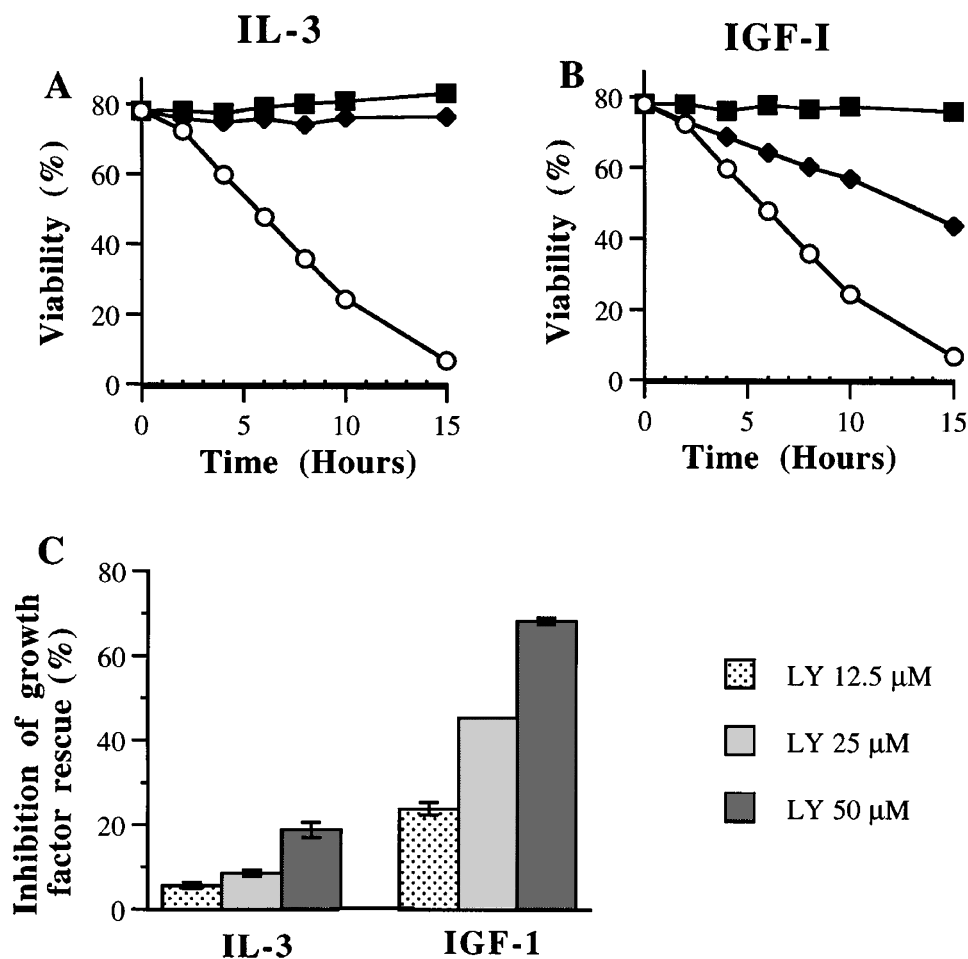 IL-3
A
80
60
40
20
0
Viability (%)
0 5 10 15
Time (Hours)
IGF-I
B
80
60
40
20
0
Viability (%)
0 5 10 15
Time (Hours)
C
80
60
40
20
0
Inhibition of growth
factor rescue (%)
IL-3 IGF-1
LY 12.5 μM
LY 25 μM
LY 50 μM